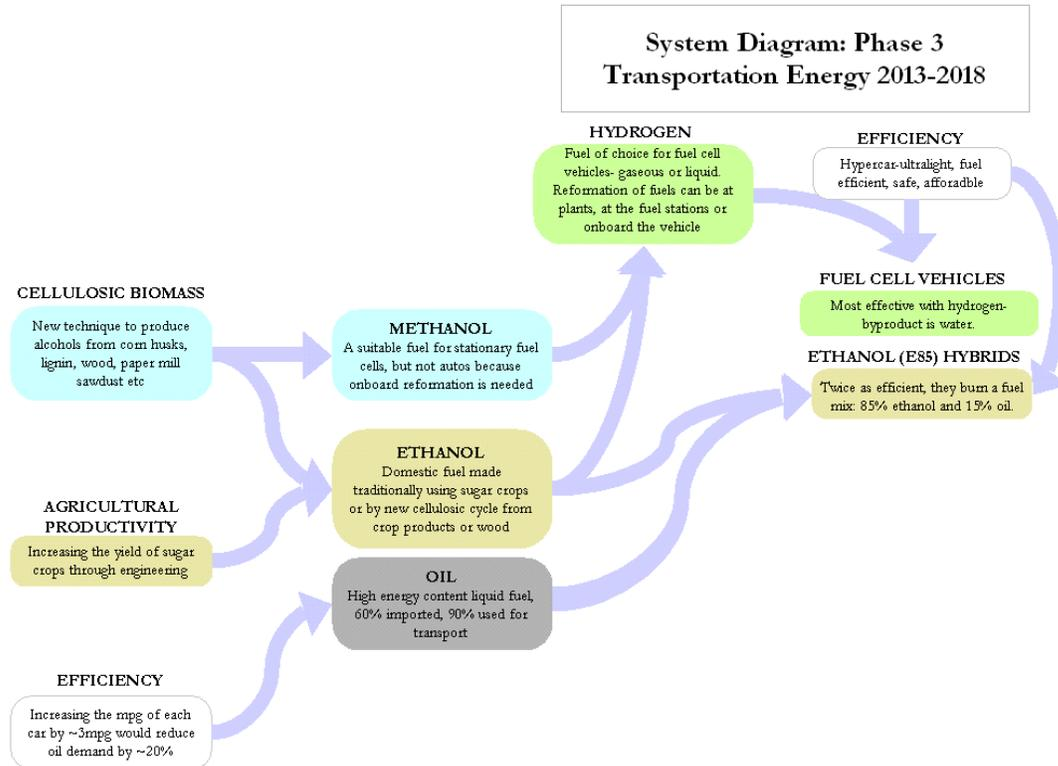 System Diagram: Phase 3
Transportation Energy 2013-2018
HYDROGEN
Fuel of choice for fuel cell
vehicles- gaseous or liquid.
Reformation of fuels can be at
plants, at the fuel stations or
onboard the vehicle
EFFICIENCY
Hypercar-ultralight, fuel
efficient, safe, afforadble
FUEL CELL VEHICLES
Most effective with hydrogen-
byproduct is water.
CELLULOSIC BIOMASS
New technique to produce
alcohols from corn husks,
lignin, wood, paper mill
sawdust etc
METHANOL
A suitable fuel for stationary fuel
cells, but not autos because
onboard reformation is needed
ETHANOL (E85) HYBRIDS
Twice as efficient, they burn a fuel
mix: 85% ethanol and 15% oil.
ETHANOL
Domestic fuel made
traditionally using sugar crops
or by new cellulosic cycle from
crop products or wood
AGRICULTURAL
PRODUCTIVITY
Increasing the yield of sugar
crops through engineering
OIL
High energy content liquid fuel,
60% imported, 90% used for
transport
EFFICIENCY
Increasing the mpg of each
car by ~3mpg would reduce
oil demand by ~20%